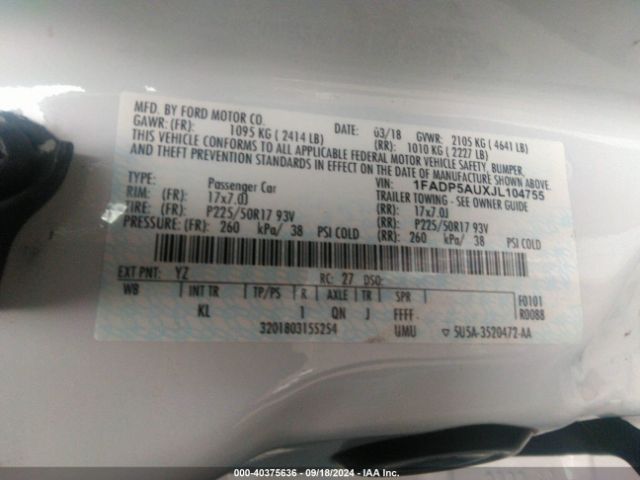 MFD. BY FORD MOTOR CO.
DATE: 03/18 GVWR: 2105 KG ( 4641 LB)
GAWR: (FR): 1095 KG ( 2414 LB) (RR): 1010 KG ( 2227 LB)
THIS VEHICLE CONFORMS TO ALL APPLICABLE FEDERAL MOTOR VEHICLE SAFETY, BUMPER,
AND THEFT PREVENTION STANDARDS IN EFFECT ON THE DATE OF MANUFACTURE SHOWN ABOVE.
VIN: 1FADP5AUXJL104755
TYPE: Passenger Car TRAILER TOWING - SEE OWNER GUIDE
RIM: (FR): 17x7.0J (RR): 17x7.0J
TIRE: (FR): P225/50R17 93V (RR): P225/50R17 93V
PRESSURE: (FR): 260 kPa/ 38 PSI COLD (RR): 260 kPa/ 38 PSI COLD
EXT PNT: YZ RC: 27 DSO:
WB INT TR TP/PS R AXLE TR SPR F0101
KL 1 QN J FFFF R0088
3201803155254 UMU ▽ 5U5A-3520472-AA
000-40375636 - 09/18/2024 - IAA Inc.